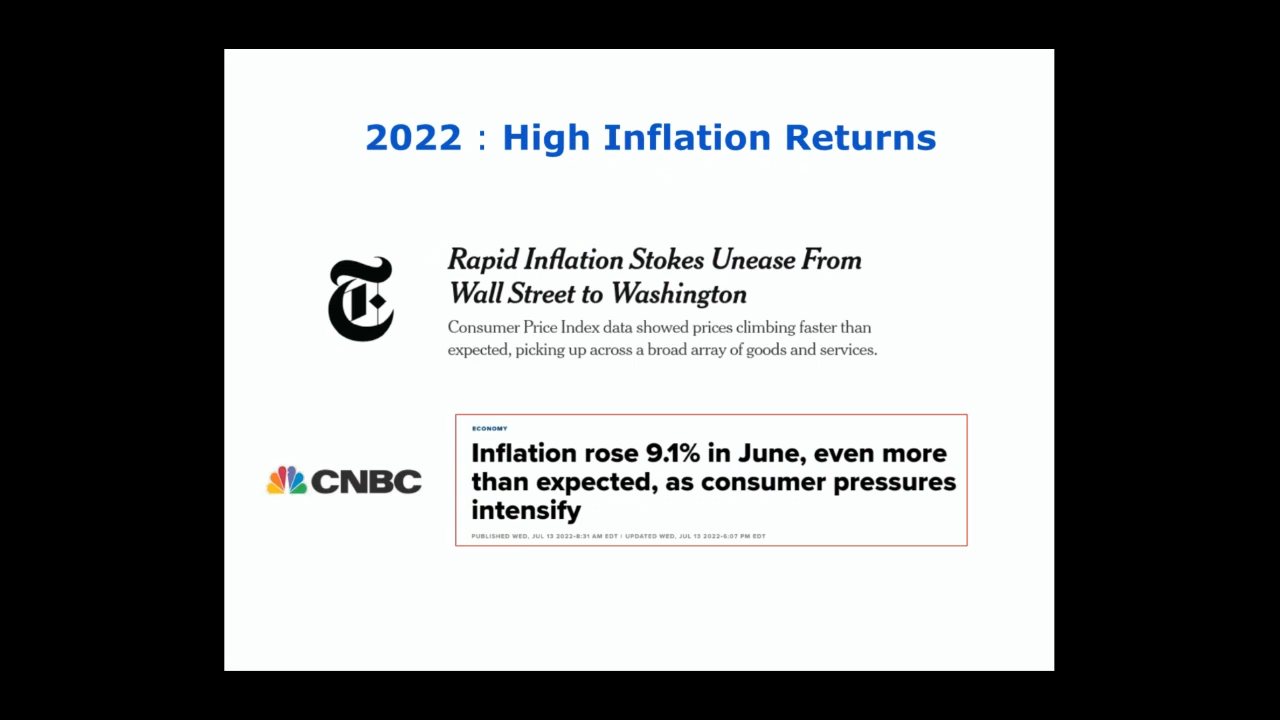 2022 : High Inflation Returns
Rapid Inflation Stokes Unease From
Wall Street to Washington
Consumer Price Index data showed prices climbing faster than
expected, picking up across a broad array of goods and services.
ECONOMY
Inflation rose 9.1% in June, even more
than expected, as consumer pressures
intensify
PUBLISHED WED, JUL 13 2022•8:31 AM EDT | UPDATED WED, JUL 13 2022•6:07 PM EDT
T
CNBC